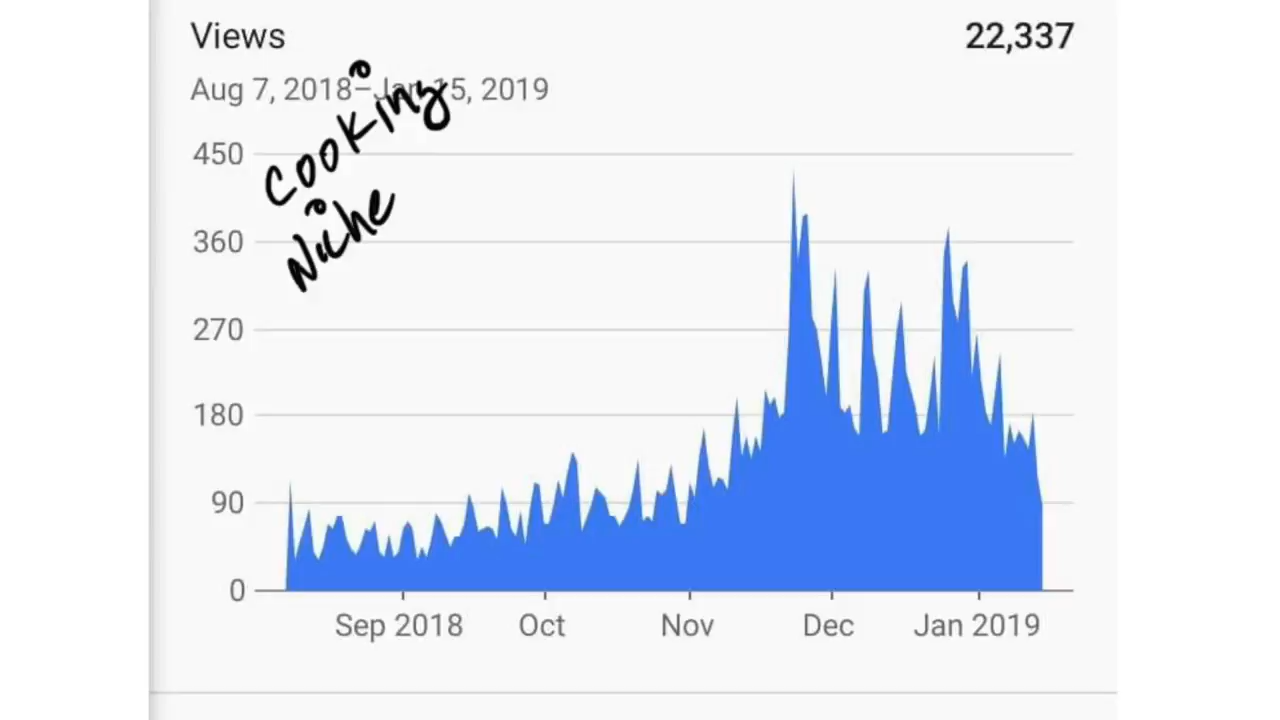 Views 22,337
Aug 7, 2018–Jan 15, 2019
Cooking
Niche
450
360
270
180
90
0
Sep 2018 Oct Nov Dec Jan 2019